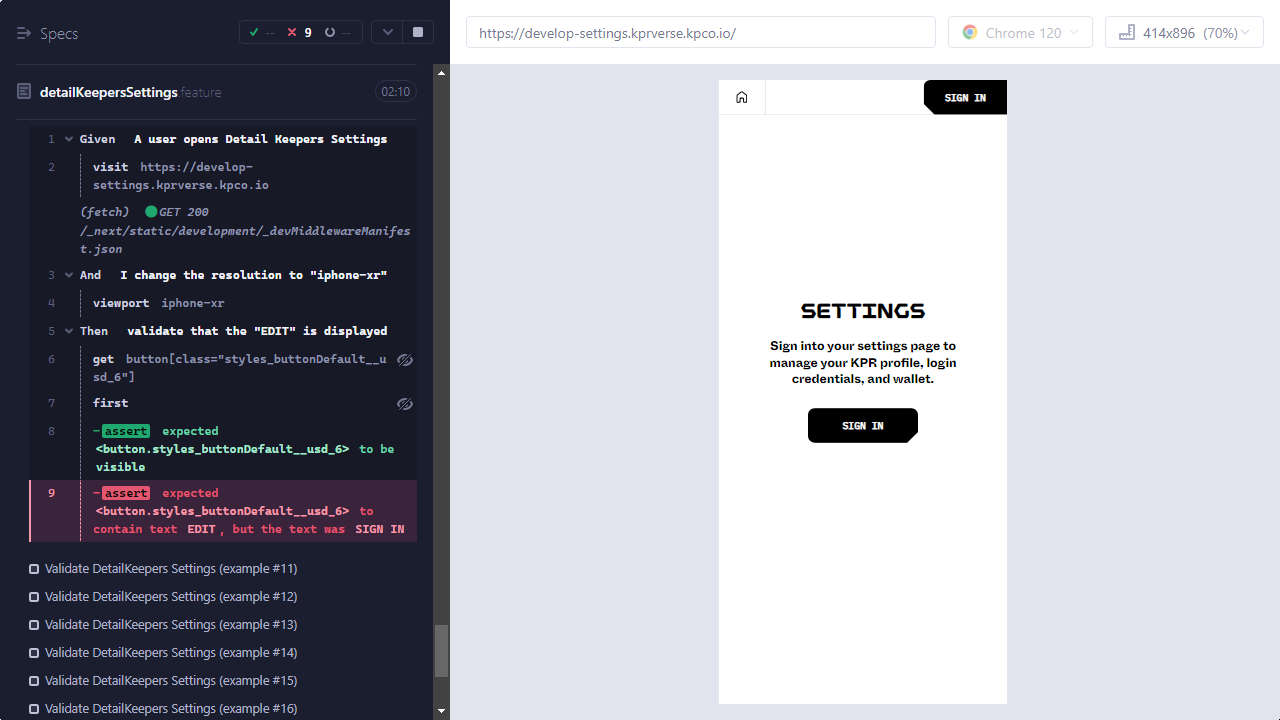 Specs
-- 9 --
detailKeepersSettings feature
02:10
1 Given A user opens Detail Keepers Settings
2 visit https://develop-
settings.kprverse.kpco.io
(fetch) GET 200
/_next/static/development/_devMiddlewareManifes
t.json
3 And I change the resolution to "iphone-xr"
4 viewport iphone-xr
5 Then validate that the "EDIT" is displayed
6 get button[class="styles_buttonDefault__u
sd_6"]
7 first
8 -assert expected
<button.styles_buttonDefault__usd_6> to be
visible
9 -assert expected
<button.styles_buttonDefault__usd_6> to
contain text EDIT, but the text was SIGN IN
Validate DetailKeepers Settings (example #11)
Validate DetailKeepers Settings (example #12)
Validate DetailKeepers Settings (example #13)
Validate DetailKeepers Settings (example #14)
Validate DetailKeepers Settings (example #15)
Validate DetailKeepers Settings (example #16)
https://develop-settings.kprverse.kpco.io/
Chrome 120
414x896 (70%)
SIGN IN
SETTINGS
Sign into your settings page to
manage your KPR profile, login
credentials, and wallet.
SIGN IN